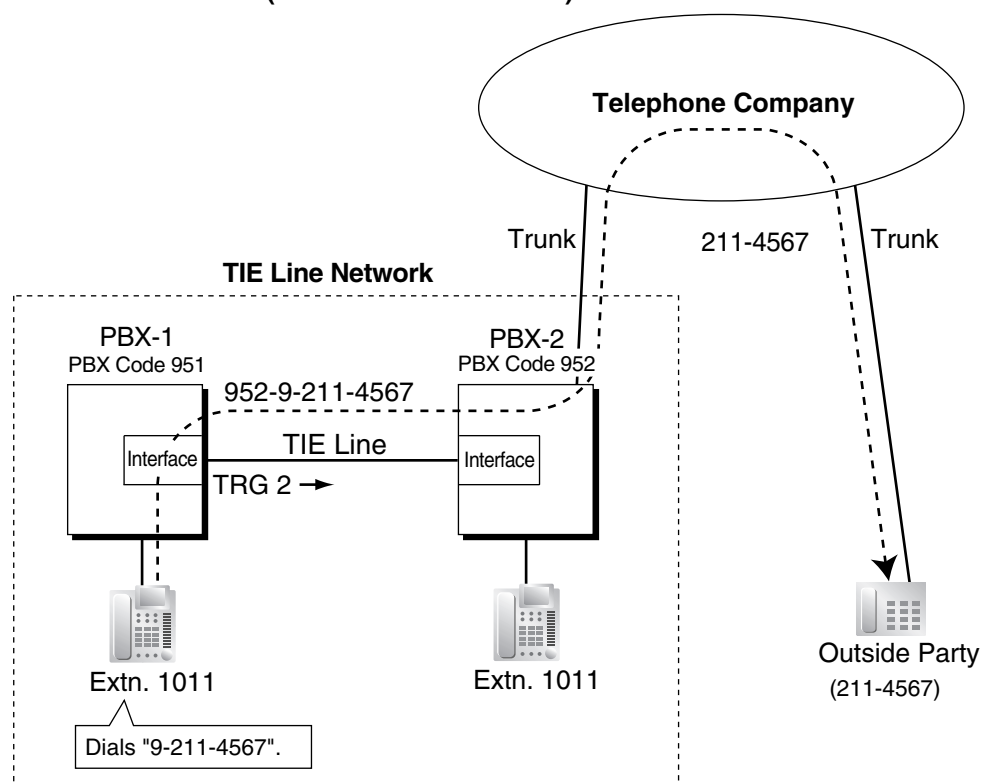 Telephone Company
Trunk
211-4567
Trunk
TIE Line Network
PBX-1
PBX Code 951
PBX-2
PBX Code 952
952-9-211-4567
Interface
TIE Line
Interface
TRG 2
Extn. 1011
Extn. 1011
Outside Party
(211-4567)
Dials "9-211-4567".